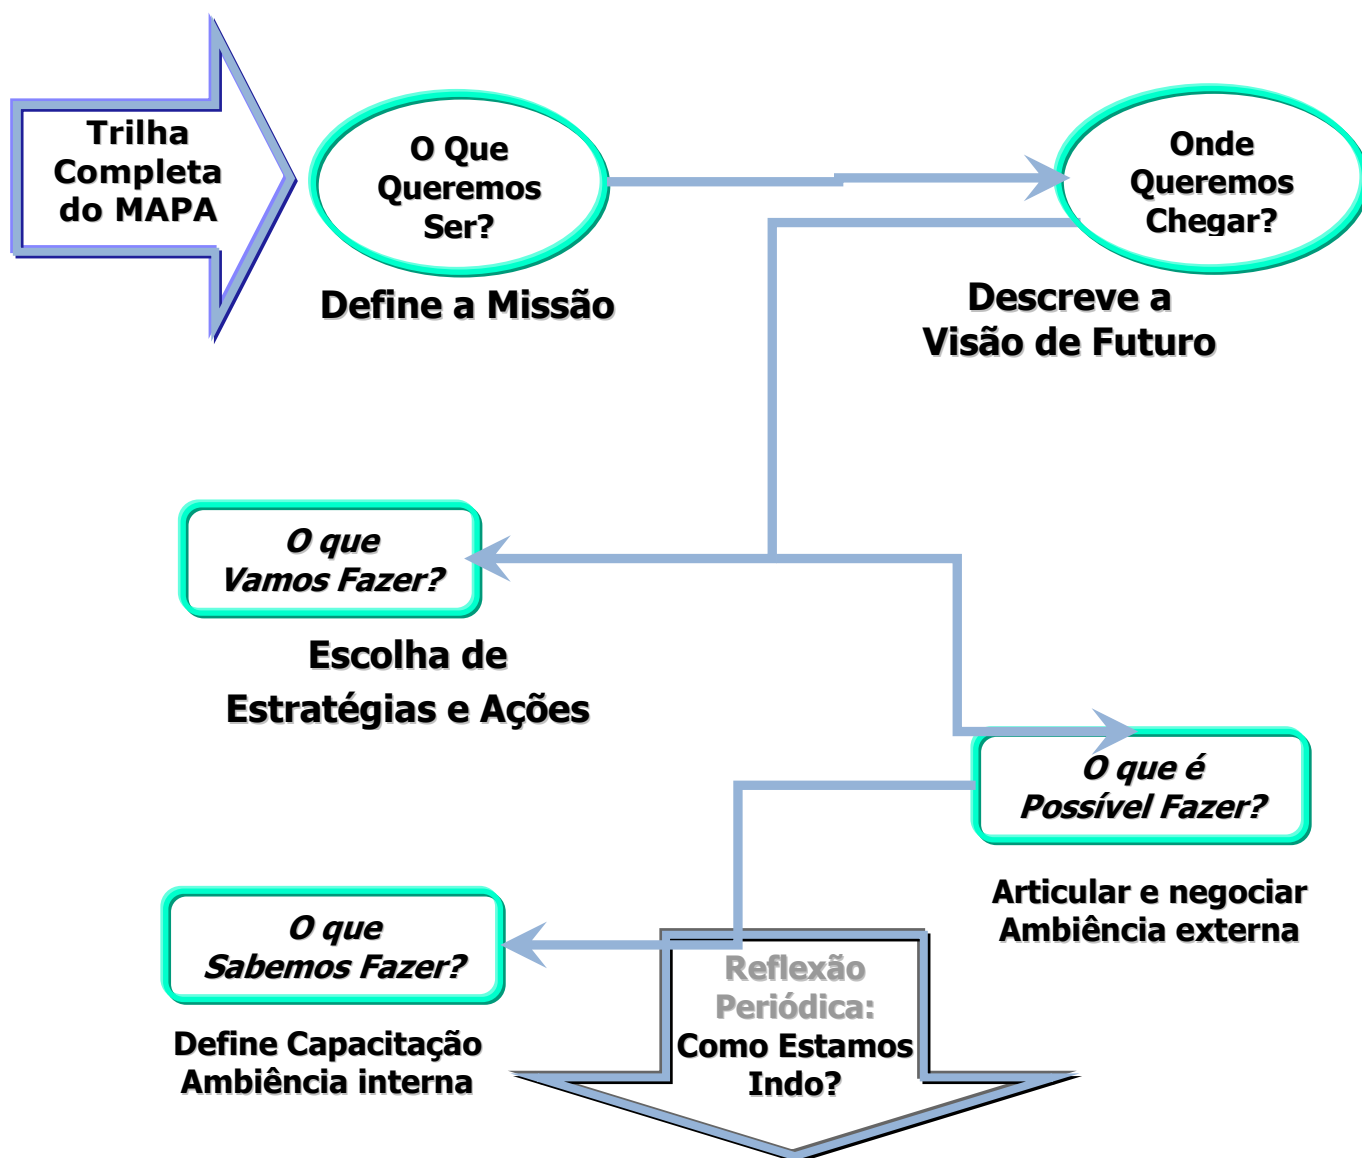 Trilha
Completa
do MAPA
O Que
Queremos
Ser?
Define a Missão
Onde
Queremos
Chegar?
Descreve a
Visão de Futuro
O que
Vamos Fazer?
Escolha de
Estratégias e Ações
O que é
Possível Fazer?
Articular e negociar
Ambiência externa
O que
Sabemos Fazer?
Define Capacitação
Ambiência interna
Reflexão
Periódica:
Como Estamos
Indo?